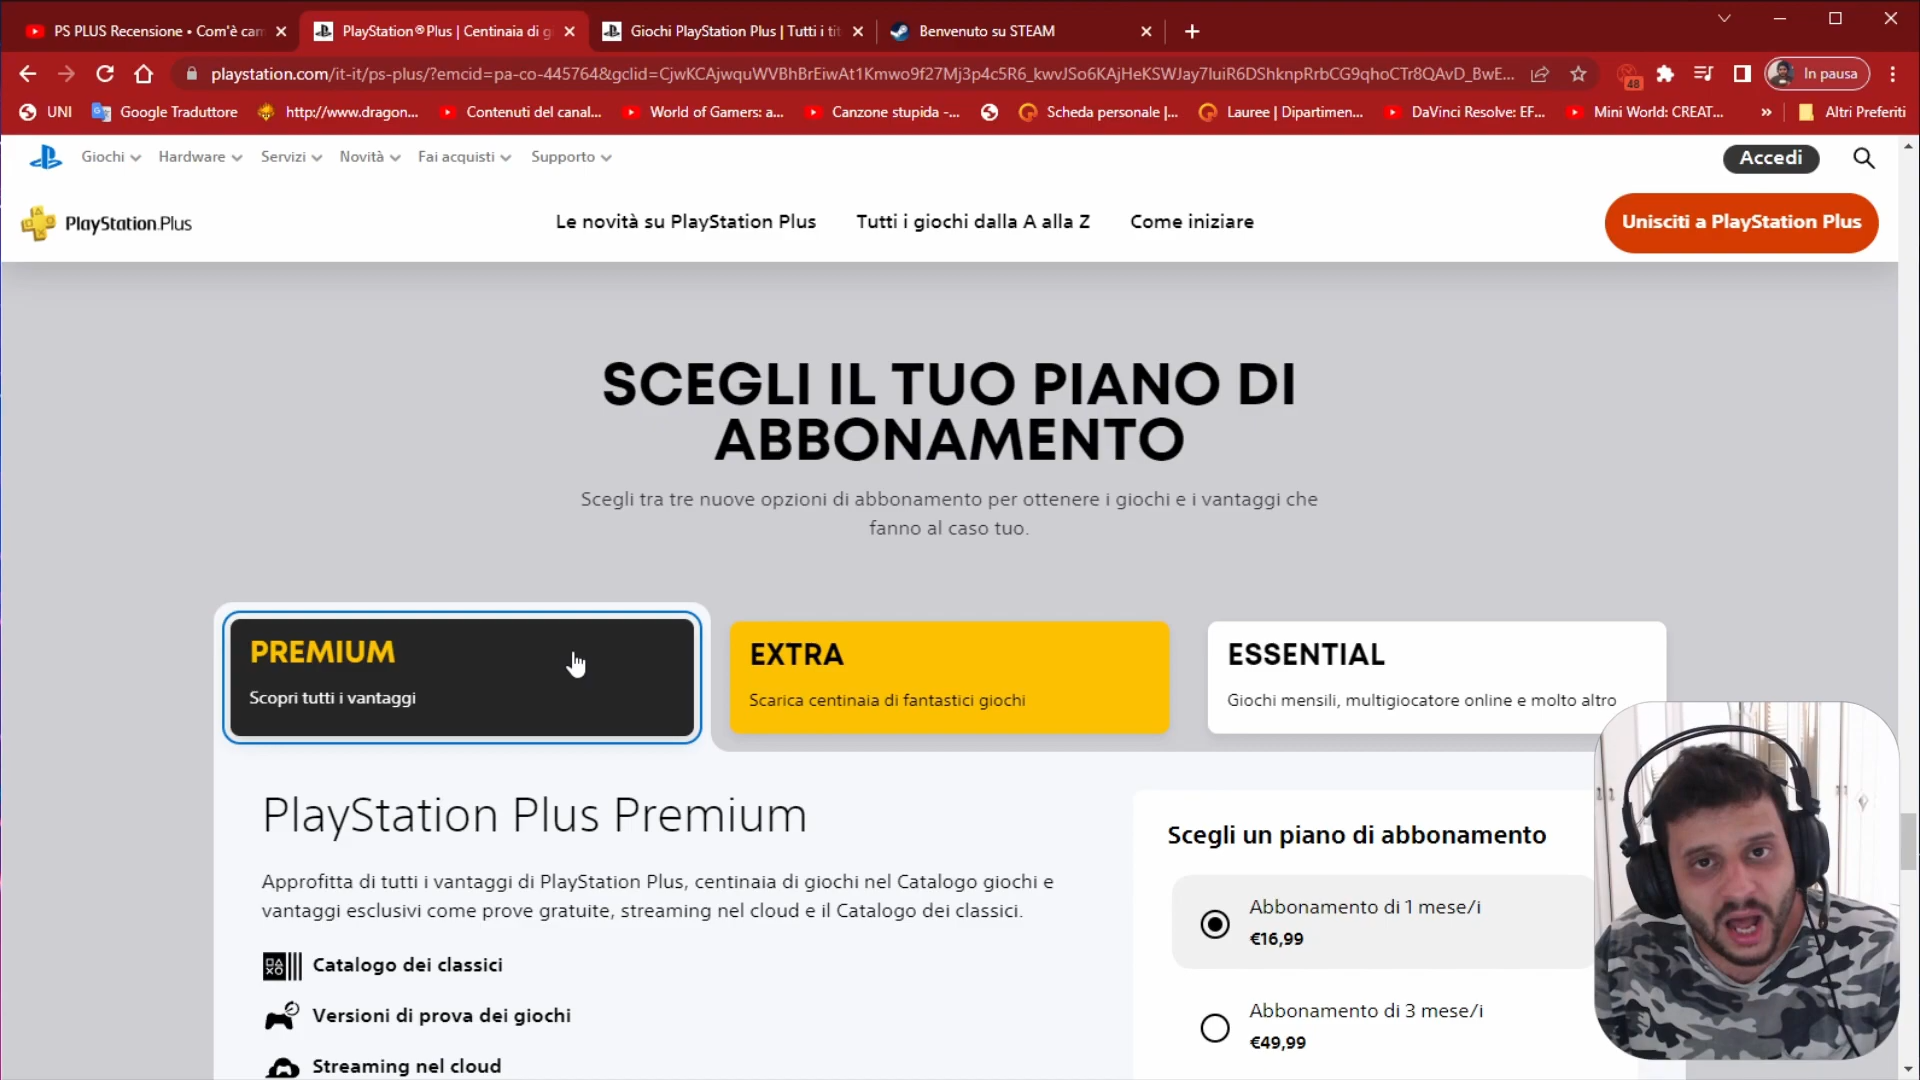 PS PLUS Recensione • Com'è can
PlayStation®Plus | Centinaia di g
Giochi PlayStation Plus | Tutti i tit
Benvenuto su STEAM
playstation.com/it-it/ps-plus/?emcid=pa-co-445764&gclid=CjwKCAjwquWVBhBrEiwAt1Kmwo9f27Mj3p4c5R6_kwvJSo6KAjHeKSWJay7IuiR6DShknpRrbCG9qhoCTr8QAvD_BwE...
48
In pausa
UNI
Google Traduttore
http://www.dragon...
Contenuti del canal...
World of Gamers: a...
Canzone stupida -...
Scheda personale |...
Lauree | Dipartimen...
DaVinci Resolve: EF...
Mini World: CREAT...
»
Altri Preferiti
Giochi
Hardware
Servizi
Novità
Fai acquisti
Supporto
Accedi
PlayStation.Plus
Le novità su PlayStation Plus
Tutti i giochi dalla A alla Z
Come iniziare
Unisciti a PlayStation Plus
SCEGLI IL TUO PIANO DI
ABBONAMENTO
Scegli tra tre nuove opzioni di abbonamento per ottenere i giochi e i vantaggi che
fanno al caso tuo.
PREMIUM
Scopri tutti i vantaggi
EXTRA
Scarica centinaia di fantastici giochi
ESSENTIAL
Giochi mensili, multigiocatore online e molto altro
PlayStation Plus Premium
Approfitta di tutti i vantaggi di PlayStation Plus, centinaia di giochi nel Catalogo giochi e
vantaggi esclusivi come prove gratuite, streaming nel cloud e il Catalogo dei classici.
Catalogo dei classici
Versioni di prova dei giochi
Streaming nel cloud
Scegli un piano di abbonamento
Abbonamento di 1 mese/i
€16,99
Abbonamento di 3 mese/i
€49,99